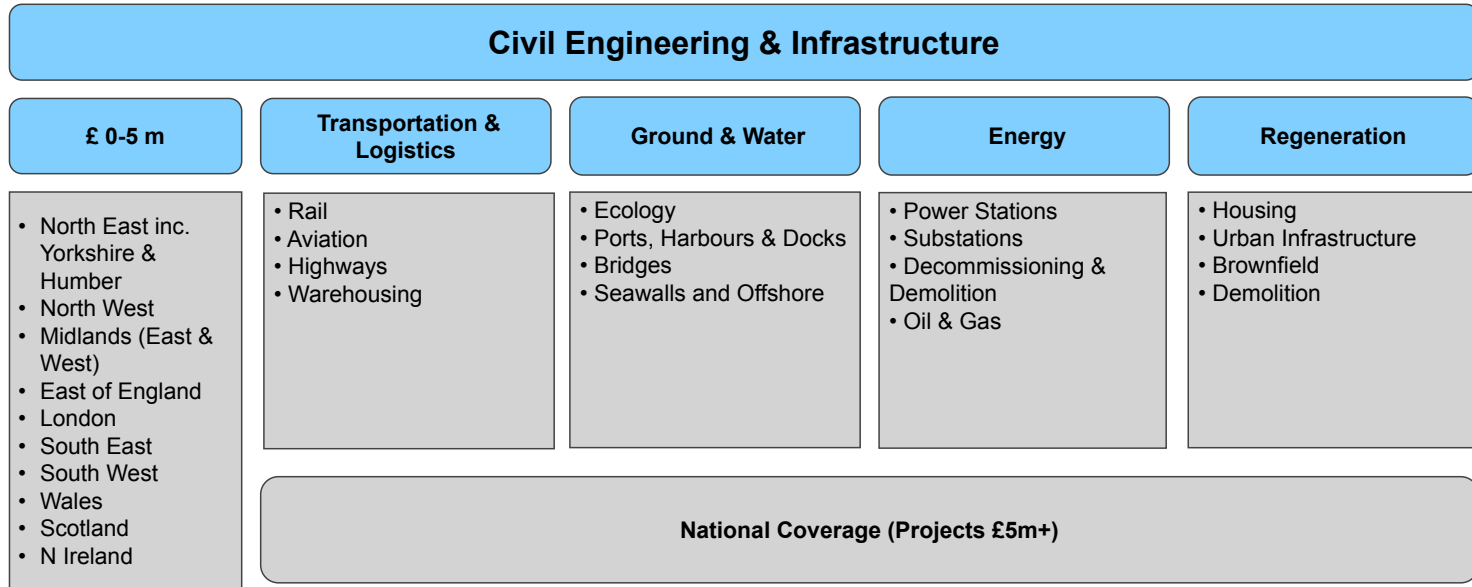 Civil Engineering & Infrastructure
£ 0-5 m
• North East inc.
Yorkshire &
Humber
• North West
• Midlands (East &
West)
• East of England
• London
• South East
• South West
• Wales
• Scotland
• N Ireland
Transportation &
Logistics
• Rail
• Aviation
• Highways
• Warehousing
Ground & Water
• Ecology
• Ports, Harbours & Docks
• Bridges
• Seawalls and Offshore
Energy
• Power Stations
• Substations
• Decommissioning &
Demolition
• Oil & Gas
Regeneration
• Housing
• Urban Infrastructure
• Brownfield
• Demolition
National Coverage (Projects £5m+)